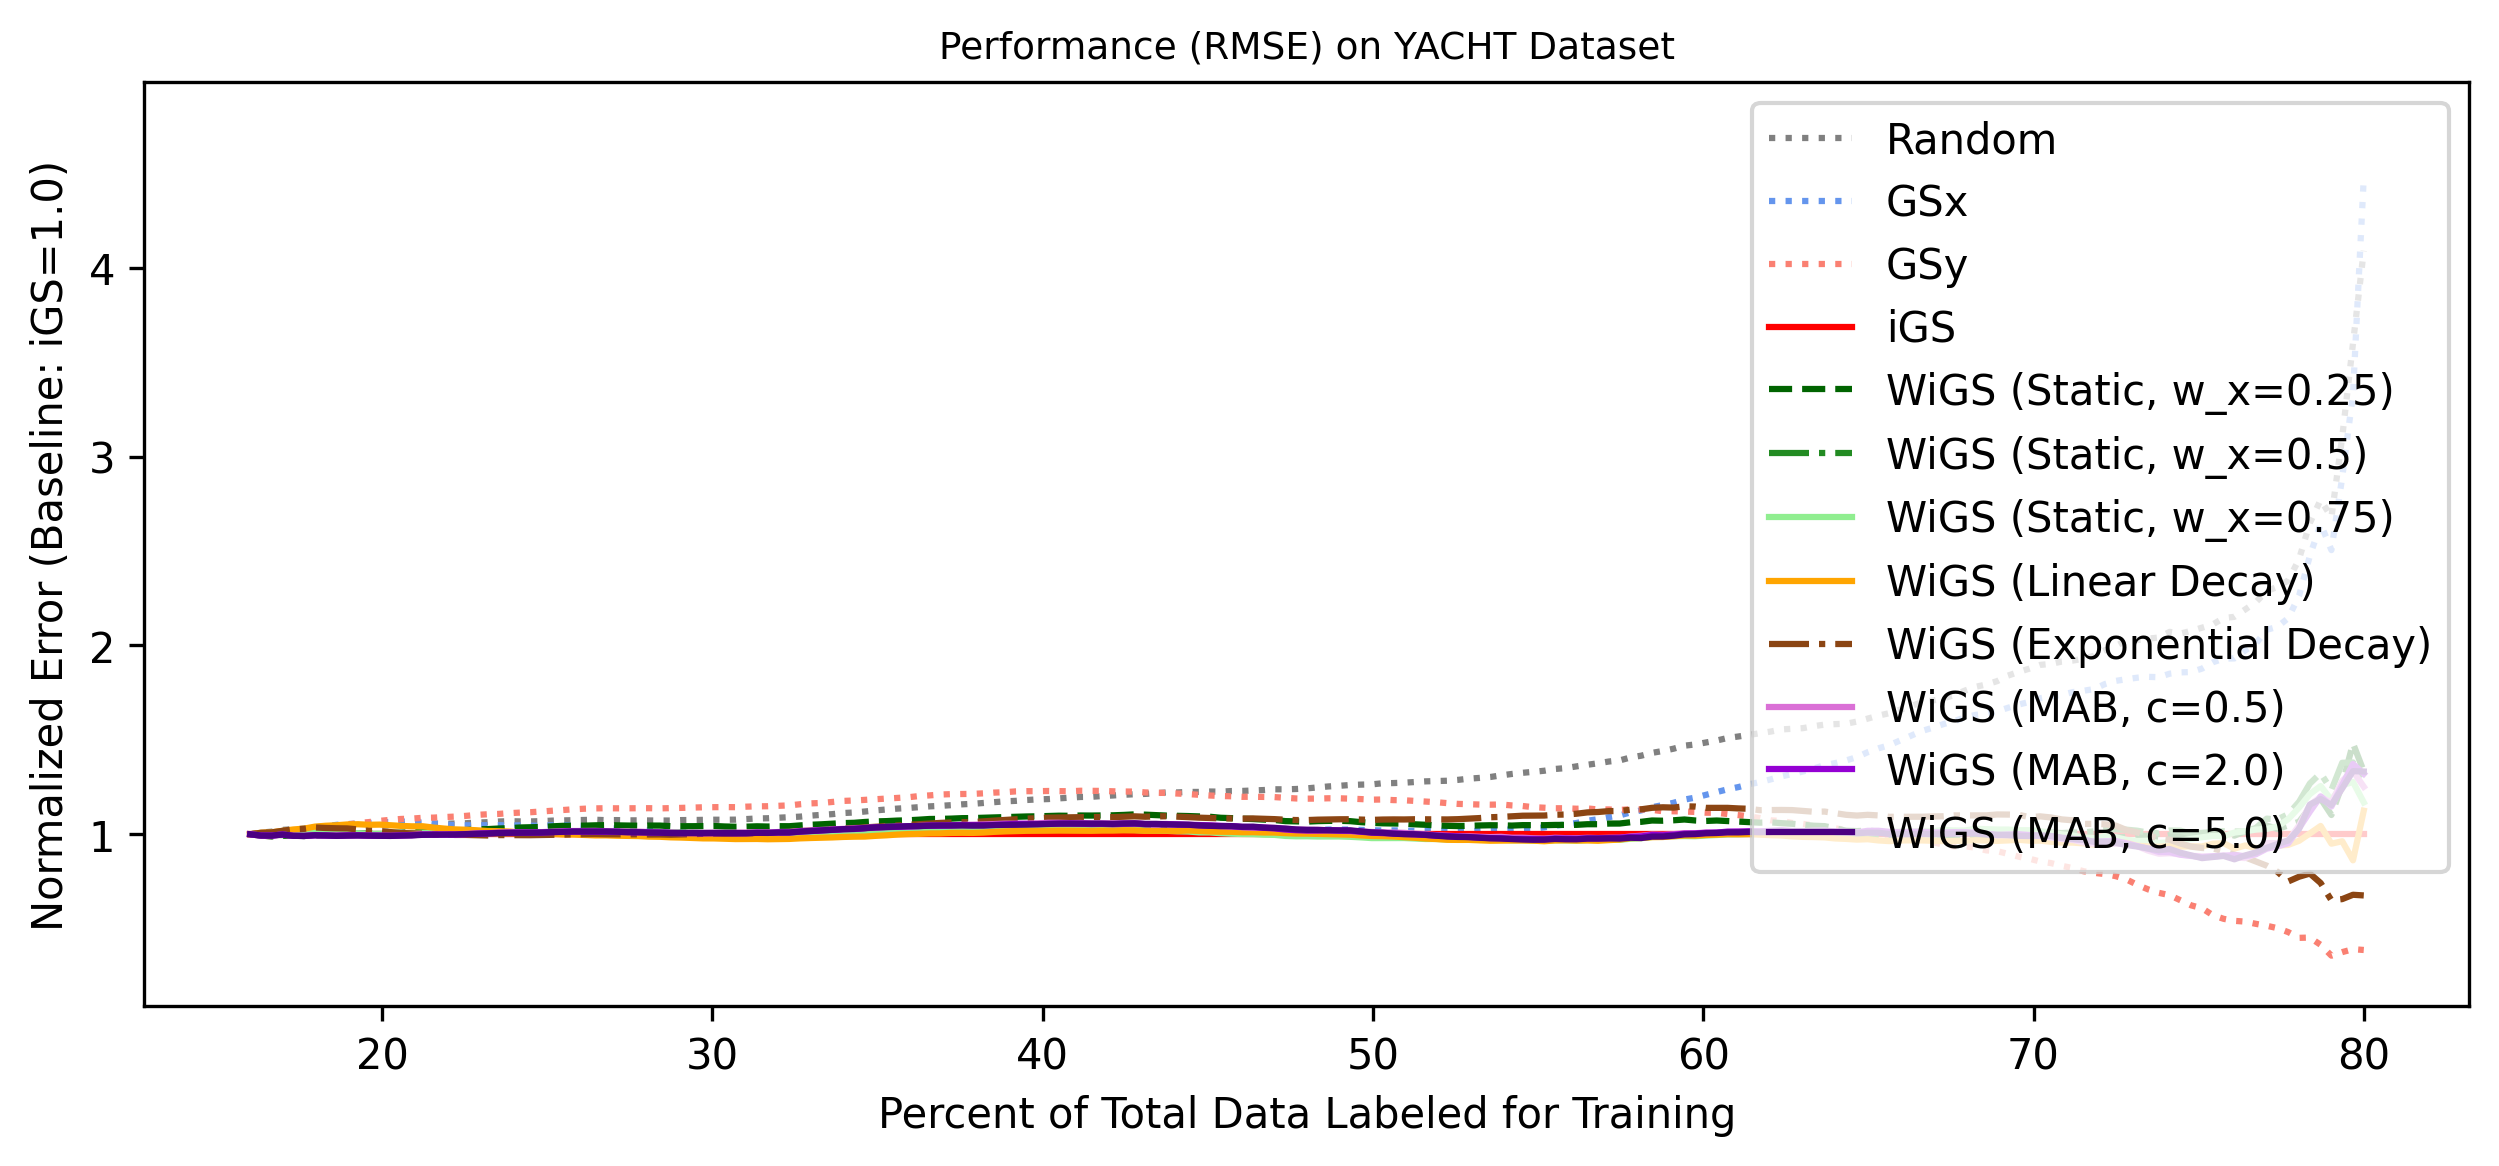 Performance (RMSE) on YACHT Dataset
Normalized Error (Baseline: iGS=1.0)
4
3
2
1
20 30 40 50 60 70 80
Percent of Total Data Labeled for Training
Random
GSx
GSy
iGS
WiGS (Static, w_x=0.25)
WiGS (Static, w_x=0.5)
WiGS (Static, w_x=0.75)
WiGS (Linear Decay)
WiGS (Exponential Decay)
WiGS (MAB, c=0.5)
WiGS (MAB, c=2.0)
WiGS (MAB, c=5.0)